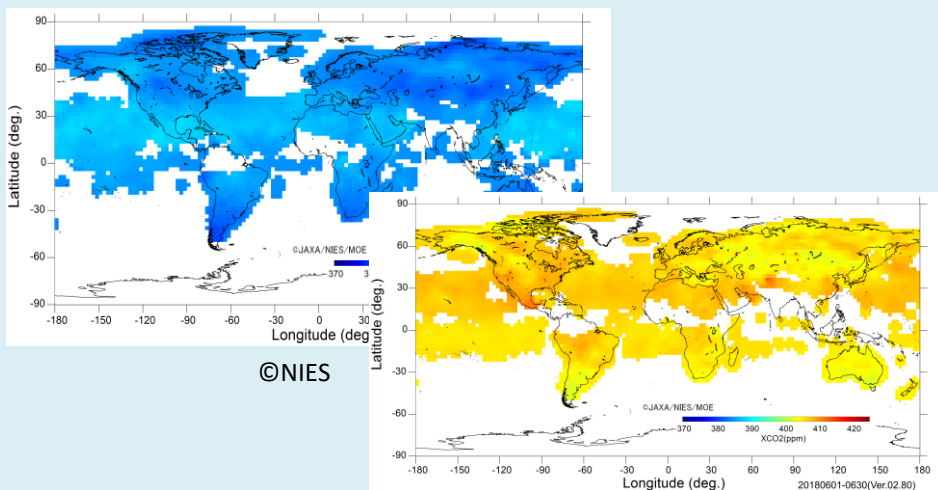 90
60
30
0
-30
-60
-90
Latitude (deg.)
©JAXA/NIES/MOE
370 3
-180 -150 -120 -90 -60 -30 0 30
Longitude (deg
©NIES
90
60
30
0
-30
-60
-90
Latitude (deg.)
©JAXA/NIES/MOE
370 380 390 400 410 420
XCO2(ppm)
-180 -150 -120 -90 -60 -30 0 30 60 90 120 150 180
Longitude (deg.)
20180601-0630(Ver.02.80)